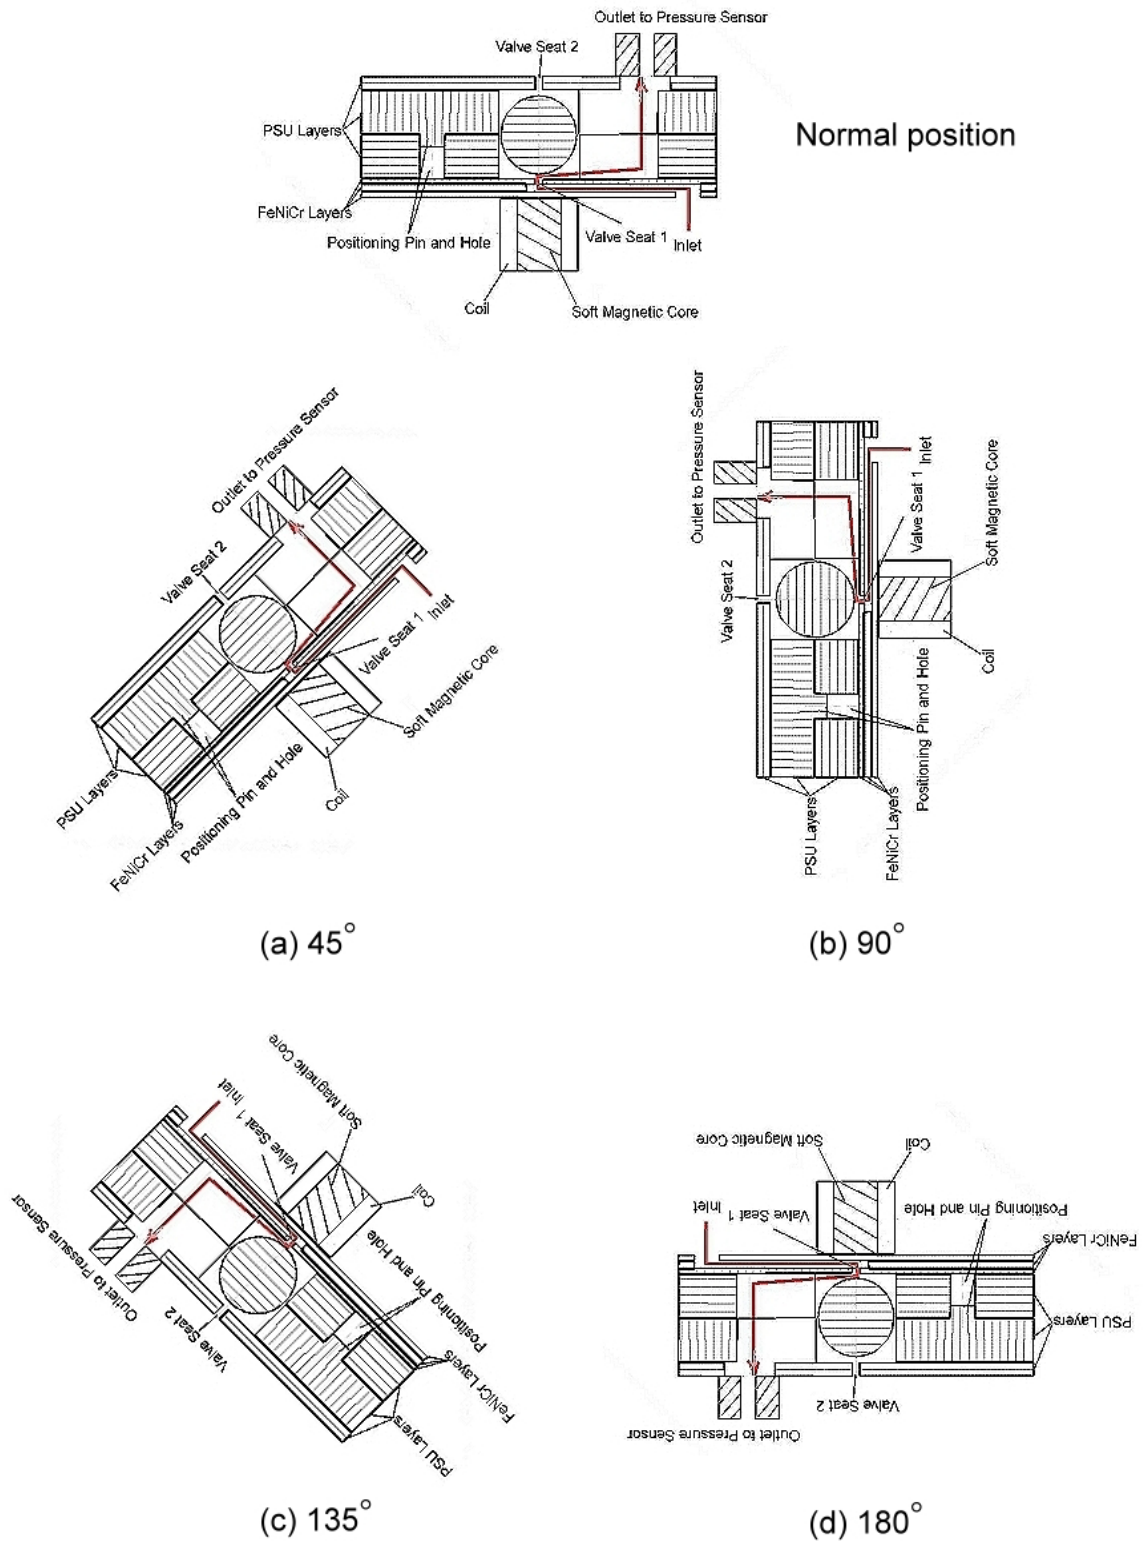 Outlet to Pressure Sensor
Valve Seat 2
PSU Layers
Normal position
FeNiCr Layers
Positioning Pin and Hole
Valve Seat 1
Inlet
Coil
Soft Magnetic Core
Outlet to Pressure Sensor
Valve Seat 2
Inlet
Valve Seat 1
Soft Magnetic Core
PSU Layers
FeNiCr Layers
Positioning Pin and Hole
Coil
(a) 45°
Outlet to Pressure Sensor
Inlet
Valve Seat 1
Soft Magnetic Core
Valve Seat 2
Coil
Positioning Pin and Hole
PSU Layers
FeNiCr Layers
(b) 90°
Soft Magnetic Core
Inlet
Valve Seat 1
Coil
Outlet to Pressure Sensor
Valve Seat 2
Positioning Pin and Hole
FeNiCr Layers
PSU Layers
(c) 135°
Soft Magnetic
Core
Coil
Inlet
Valve Seat 1
Positioning
Pin and Hole
FeNiCr Layers
PSU Layers
Valve Seat 2
Outlet to Pressure Sensor
(d) 180°